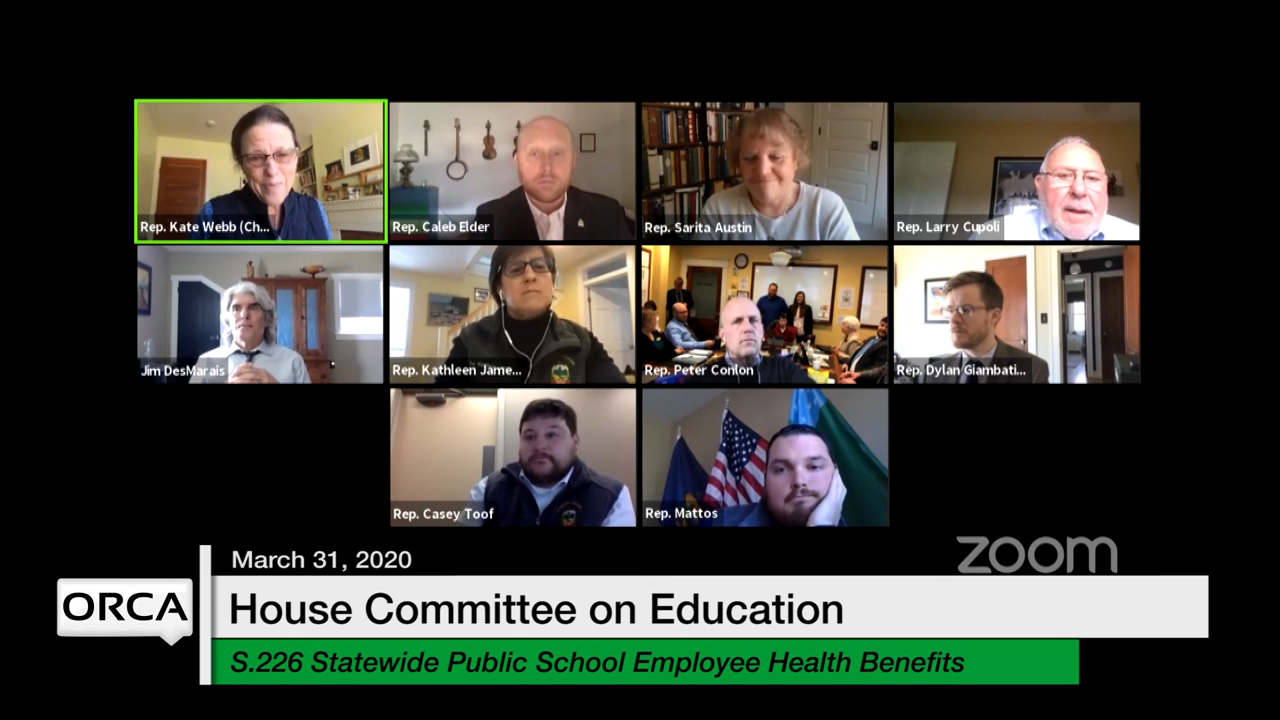 Rep. Kate Webb (Ch...
Rep. Caleb Elder
Rep. Sarita Austin
Rep. Larry Cupoli
Jim DesMarais
Rep. Kathleen Jame...
Rep. Peter Conlon
Rep. Dylan Giambati...
Rep. Casey Toof
Rep. Mattos
zoom
March 31, 2020
ORCA
House Committee on Education
S.226 Statewide Public School Employee Health Benefits